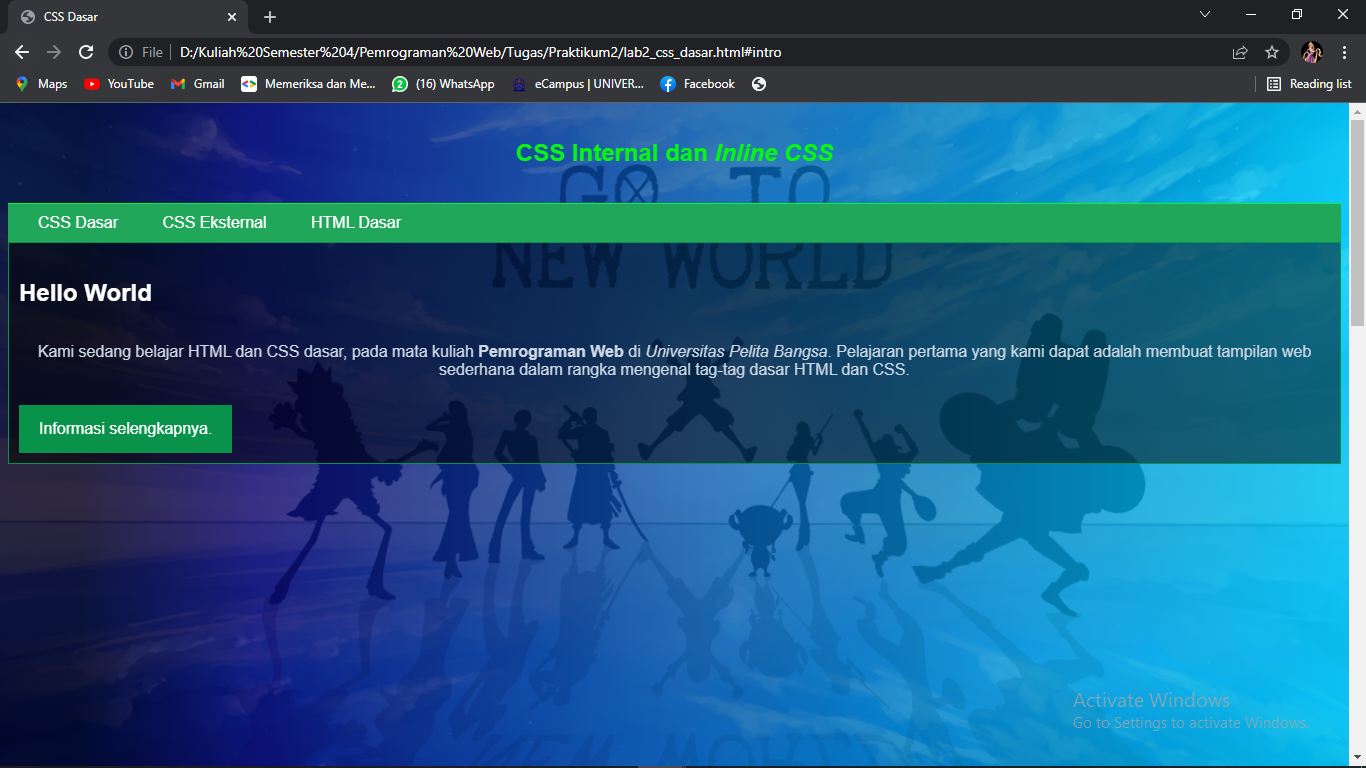 CSS Dasar
File
D:/Kuliah%20Semester%204/Pemrograman%20Web/Tugas/Praktikum2/lab2_css_dasar.html#intro
Maps
YouTube
Gmail
Memeriksa dan Me...
(16) WhatsApp
eCampus | UNIVER...
Facebook
Reading list
CSS Internal dan Inline CSS
GO TO
CSS Dasar
CSS Eksternal
HTML Dasar
NEW WORLD
Hello World
Kami sedang belajar HTML dan CSS dasar, pada mata kuliah Pemrograman Web di Universitas Pelita Bangsa. Pelajaran pertama yang kami dapat adalah membuat tampilan web
sederhana dalam rangka mengenal tag-tag dasar HTML dan CSS.
Informasi selengkapnya.
Activate Windows
Go to Settings to activate Windows.